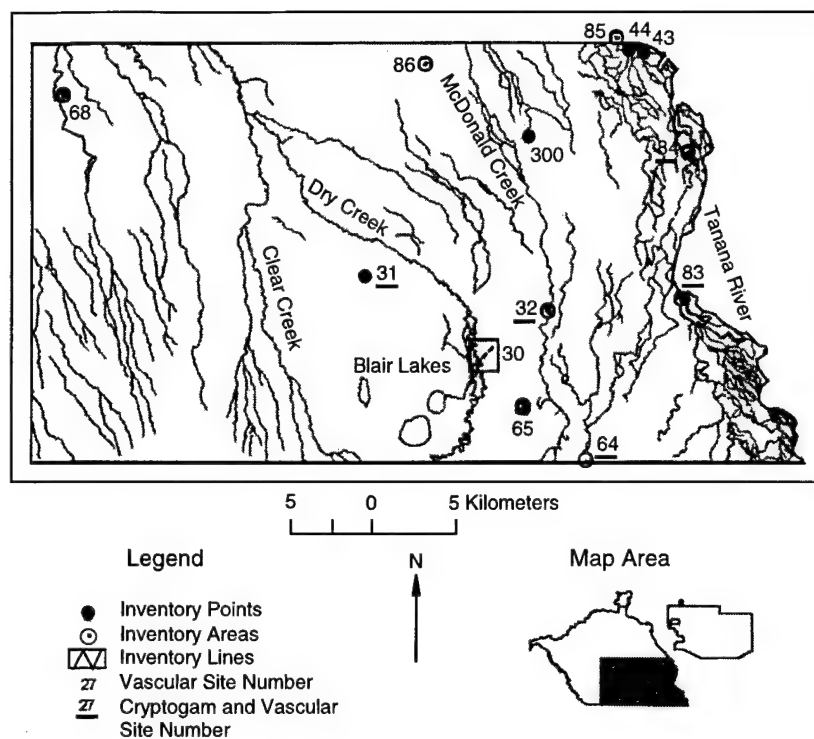 85
44
43
86
68
McDonald Creek
300
84
Dry Creek
Tanana River
Clear Creek
31
83
32
30
Blair Lakes
65
64
5 0 5 Kilometers
Legend
N
Map Area
Inventory Points
Inventory Areas
Inventory Lines
27 Vascular Site Number
27 Cryptogam and Vascular
Site Number